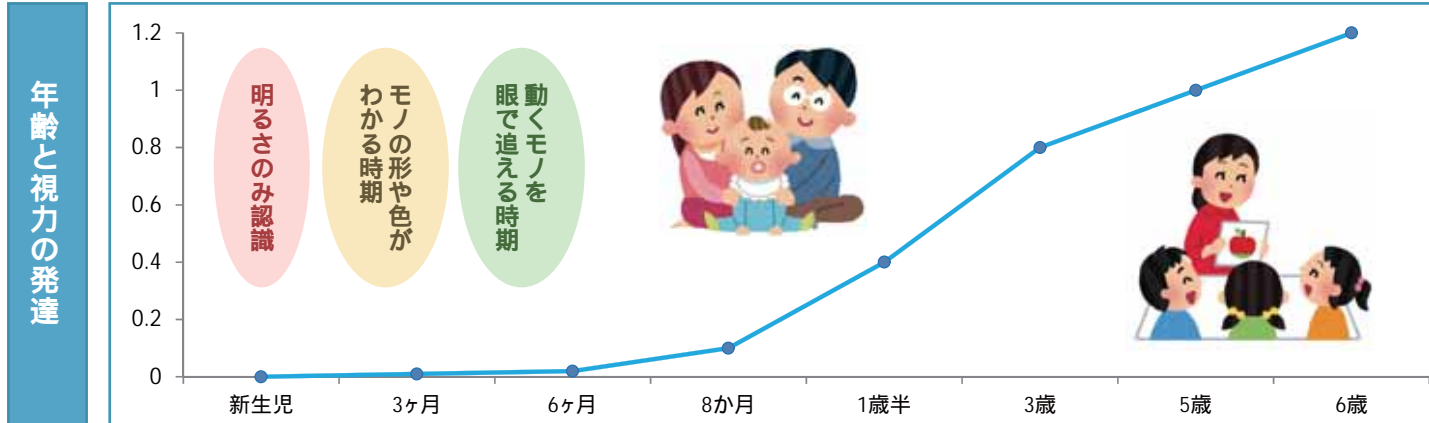 年齢と視力の発達
1.2
1
0.8
0.6
0.4
0.2
0
明るさのみ認識
モノの形や色が
わかる時期
動くモノを
眼で追える時期
新生児
3ヶ月
6ヶ月
8か月
1歳半
3歳
5歳
6歳